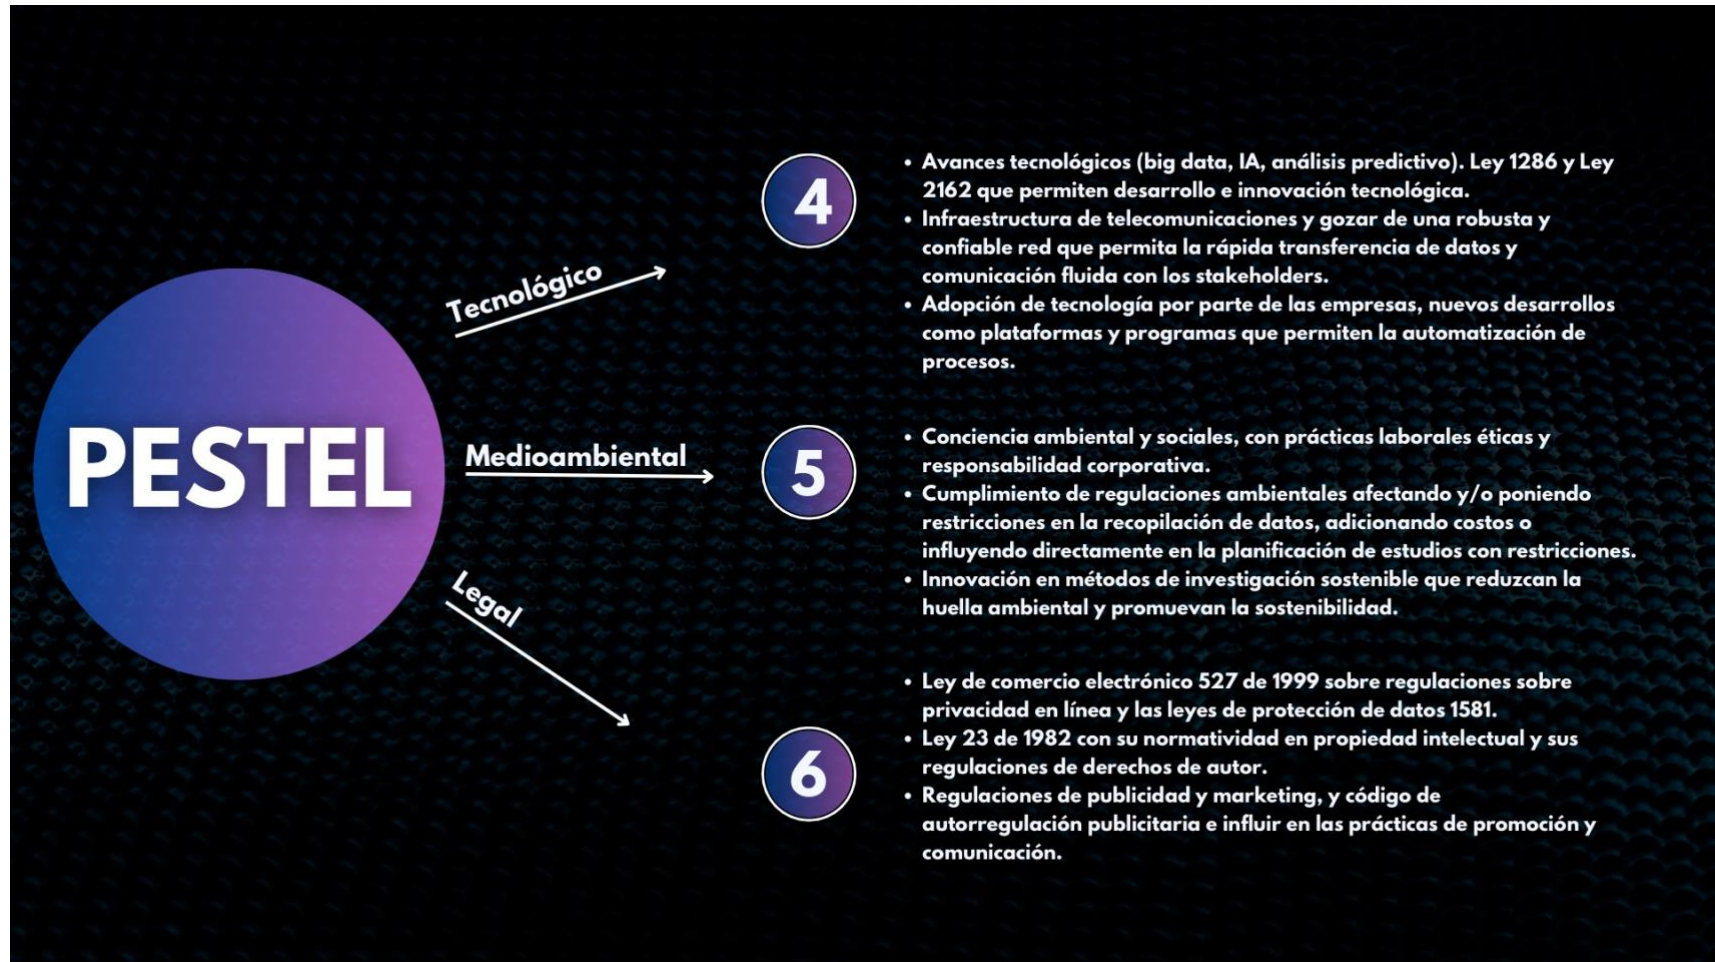 PESTEL
Tecnológico
4
• Avances tecnológicos (big data, IA, análisis predictivo). Ley 1286 y Ley
2162 que permiten desarrollo e innovación tecnológica.
• Infraestructura de telecomunicaciones y gozar de una robusta y
confiable red que permita la rápida transferencia de datos y
comunicación fluida con los stakeholders.
• Adopción de tecnología por parte de las empresas, nuevos desarrollos
como plataformas y programas que permiten la automatización de
procesos.
Medioambiental
5
• Conciencia ambiental y sociales, con prácticas laborales éticas y
responsabilidad corporativa.
• Cumplimiento de regulaciones ambientales afectando y/o poniendo
restricciones en la recopilación de datos, adicionando costos o
influyendo directamente en la planificación de estudios con restricciones.
• Innovación en métodos de investigación sostenible que reduzcan la
huella ambiental y promuevan la sostenibilidad.
Legal
6
• Ley de comercio electrónico 527 de 1999 sobre regulaciones sobre
privacidad en línea y las leyes de protección de datos 1581.
• Ley 23 de 1982 con su normatividad en propiedad intelectual y sus
regulaciones de derechos de autor.
• Regulaciones de publicidad y marketing, y código de
autorregulación publicitaria e influir en las prácticas de promoción y
comunicación.